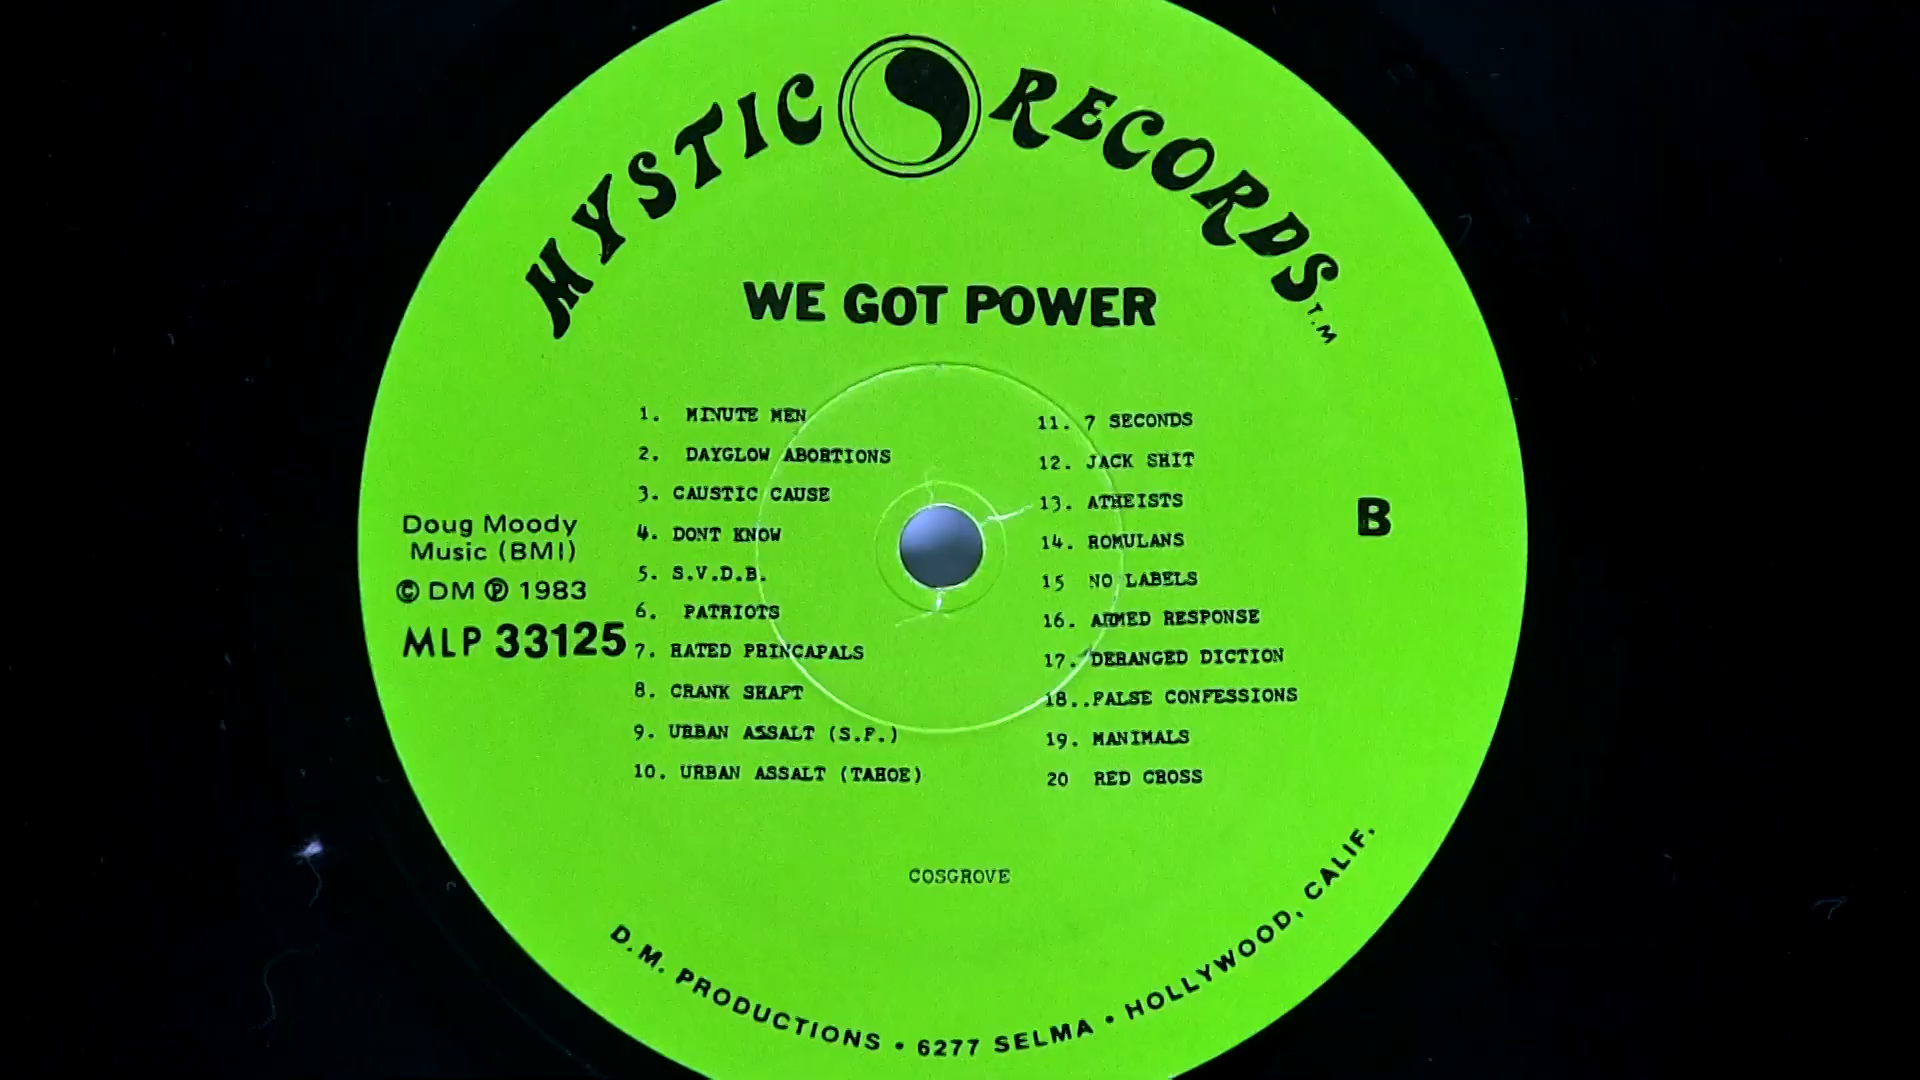 MYSTIC RECORDS T.M
WE GOT POWER
1. MINUTE MEN
2. DAYGLOW ABORTIONS
3. CAUSTIC CAUSE
4. DONT KNOW
5. S.V.D.B.
6. PATRIOTS
7. RATED PRINCAPALS
8. CRANK SHAFT
9. URBAN ASSALT (S.F.)
10. URBAN ASSALT (TAHOE)
11. 7 SECONDS
12. JACK SHIT
13. ATHEISTS
14. ROMULANS
15 NO LABELS
16. ARMED RESPONSE
17. DERANGED DICTION
18..FALSE CONFESSIONS
19. MANIMALS
20 RED CROSS
Doug Moody
Music (BMI)
© DM ℗ 1983
MLP 33125
B
COSGROVE
D.M. PRODUCTIONS • 6277 SELMA • HOLLYWOOD, CALIF.